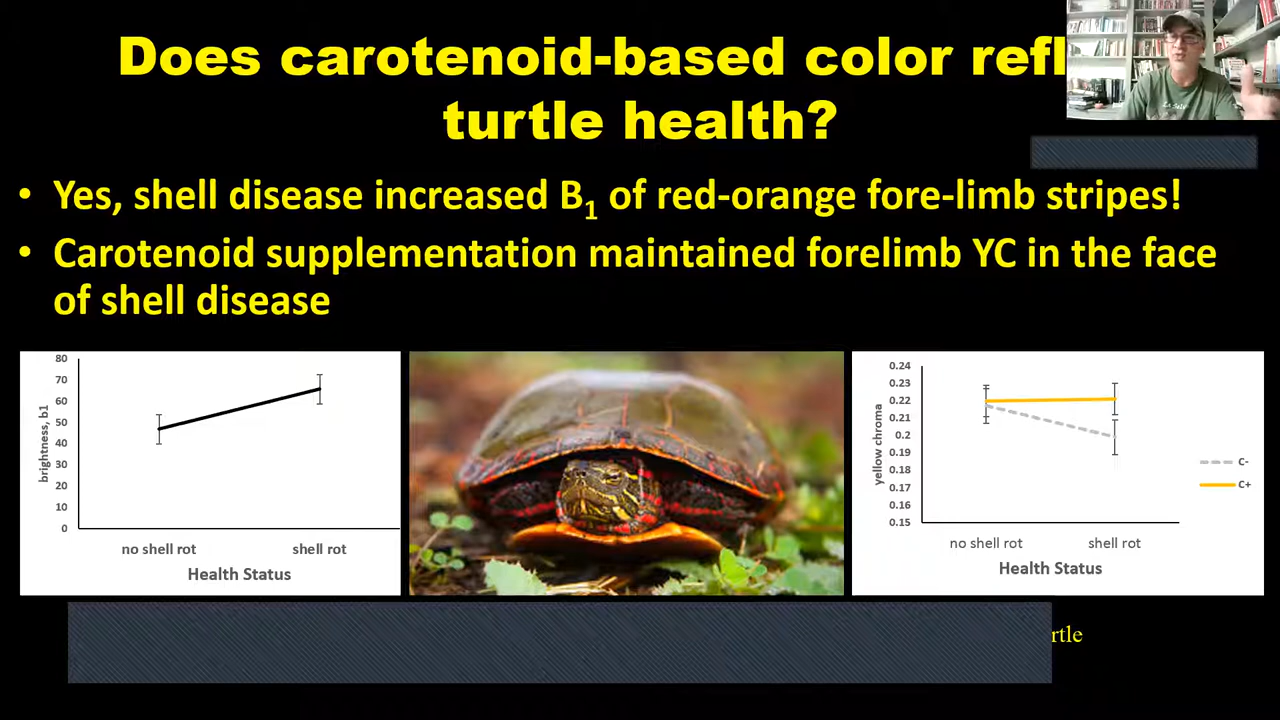 Does carotenoid-based color
turtle health?
• Yes, shell disease increased B1 of red-orange fore-limb stripes!
• Carotenoid supplementation maintained forelimb YC in the face
of shell disease
80
70
60
50
40
30
20
10
0
brightness, b1
no shell rot shell rot
Health Status
0.24
0.23
0.22
0.21
0.2
0.19
0.18
0.17
0.16
0.15
yellow chroma
C-
C+
no shell rot shell rot
Health Status